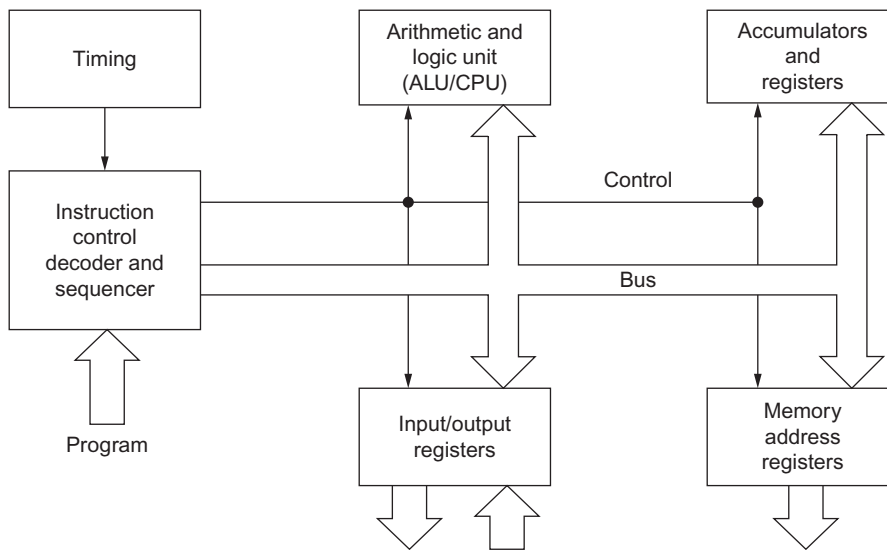 Timing
Arithmetic and
logic unit
(ALU/CPU)
Accumulators
and
registers
Instruction
control
decoder and
sequencer
Control
Bus
Program
Input/output
registers
Memory
address
registers